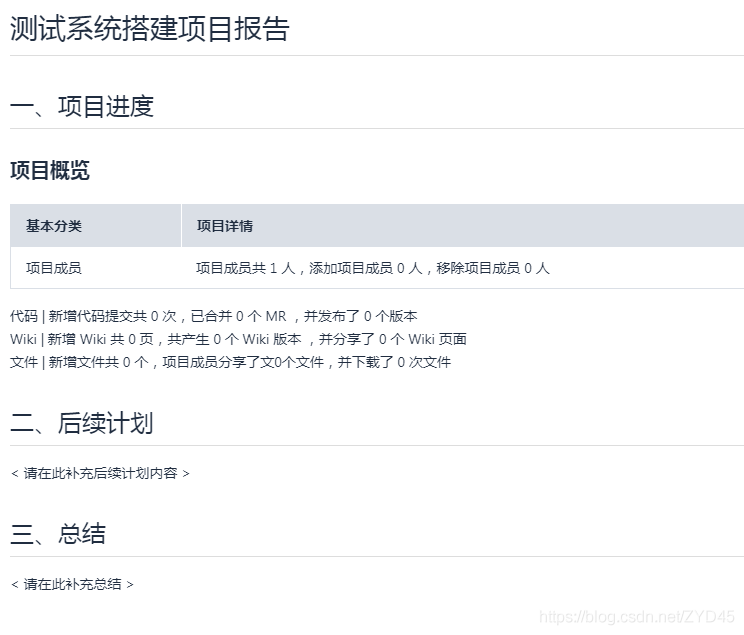 测试系统搭建项目报告
一、项目进度
项目概览
基本分类 项目详情
项目成员 项目成员共 1 人，添加项目成员 0 人，移除项目成员 0 人
代码 | 新增代码提交共 0 次，已合并 0 个 MR ，并发布了 0 个版本
Wiki | 新增 Wiki 共 0 页，共产生 0 个 Wiki 版本 ，并分享了 0 个 Wiki 页面
文件 | 新增文件共 0 个，项目成员分享了文0个文件，并下载了 0 次文件
二、后续计划
< 请在此补充后续计划内容 >
三、总结
< 请在此补充总结 >
https://blog.csdn.net/ZYD45